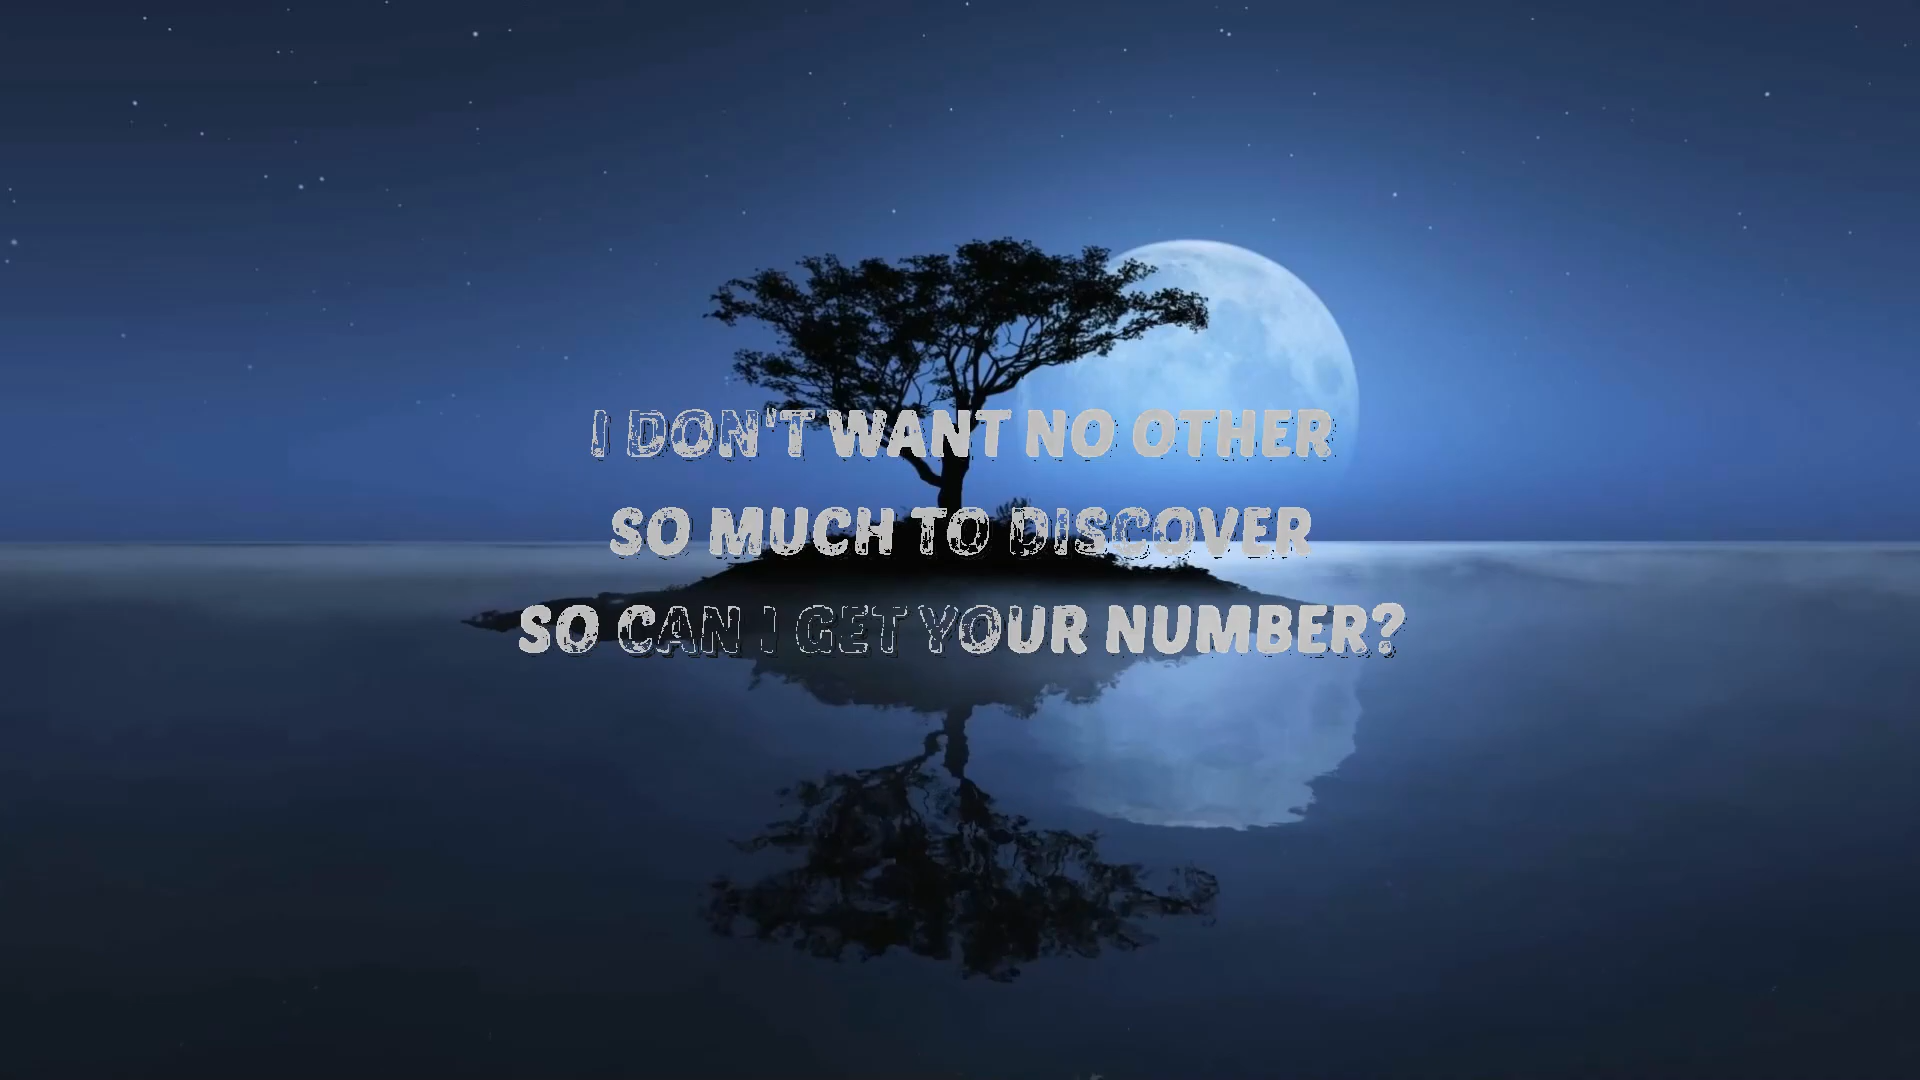 I DON'T WANT NO OTHER
SO MUCH TO DISCOVER
SO CAN I GET YOUR NUMBER?